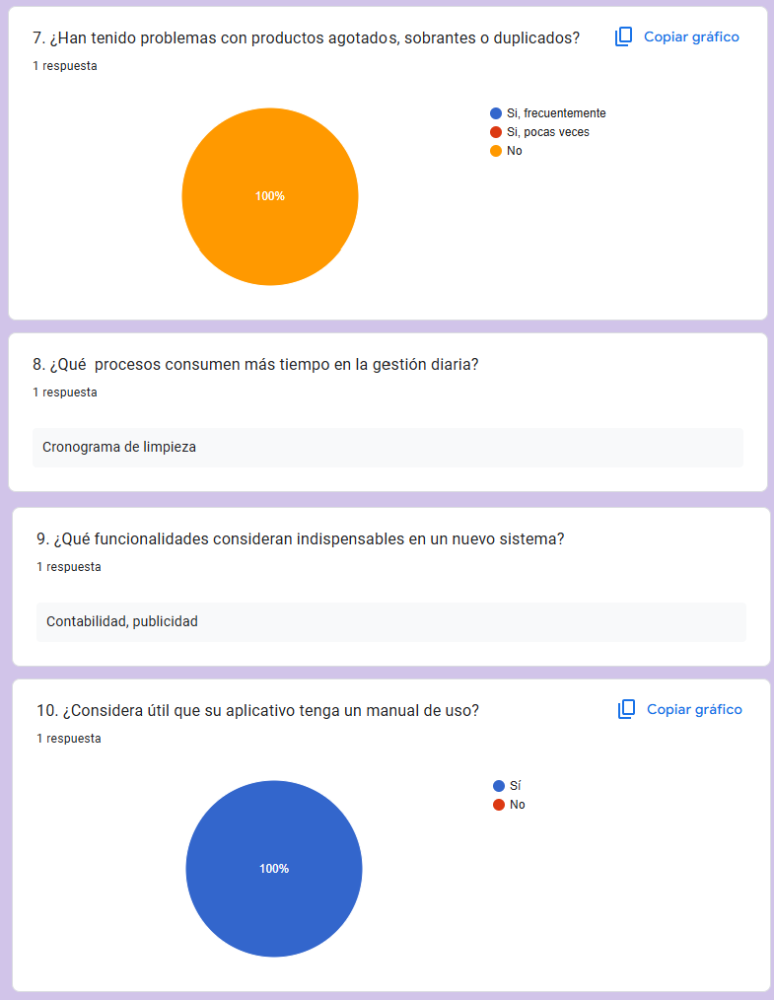 7. ¿Han tenido problemas con productos agotados, sobrantes o duplicados?
Copiar gráfico
1 respuesta
Si, frecuentemente
Si, pocas veces
No
100%
8. ¿Qué  procesos consumen más tiempo en la gestión diaria?
1 respuesta
Cronograma de limpieza
9. ¿Qué funcionalidades consideran indispensables en un nuevo sistema?
1 respuesta
Contabilidad, publicidad
10. ¿Considera útil que su aplicativo tenga un manual de uso?
Copiar gráfico
1 respuesta
Sí
No
100%